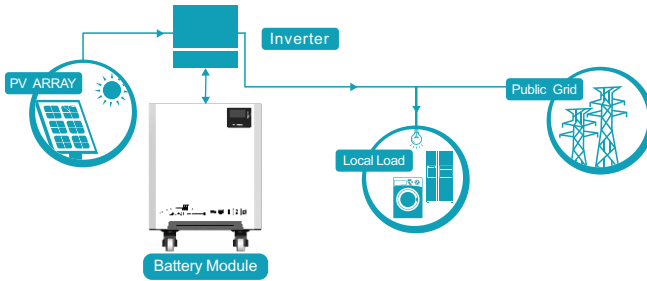 Inverter
PV ARRAY
Public Grid
Local Load
Battery Module